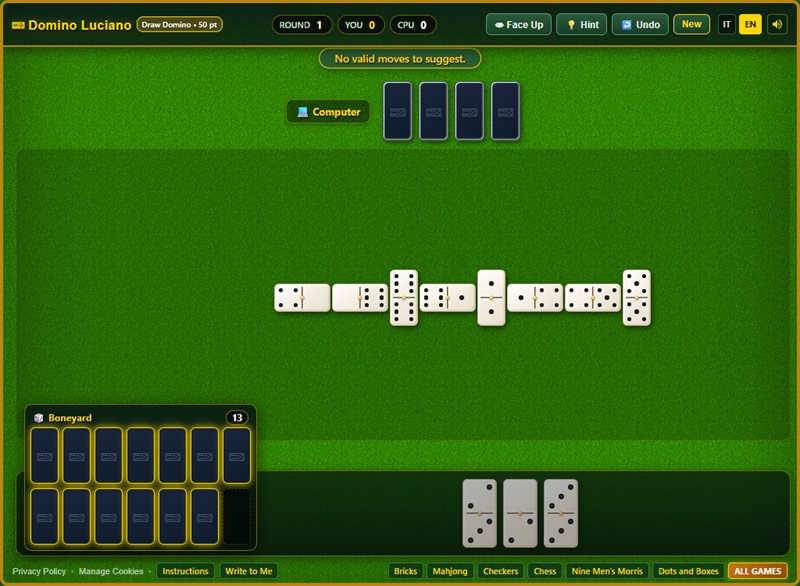 Domino Luciano Draw Domino • 50 pt ROUND 1 YOU 0 CPU 0 Face Up Hint Undo New IT EN
No valid moves to suggest.
Computer
Boneyard 13
Privacy Policy • Manage Cookies • Instructions Write to Me Bricks Mahjong Checkers Chess Nine Men's Morris Dots and Boxes ALL GAMES